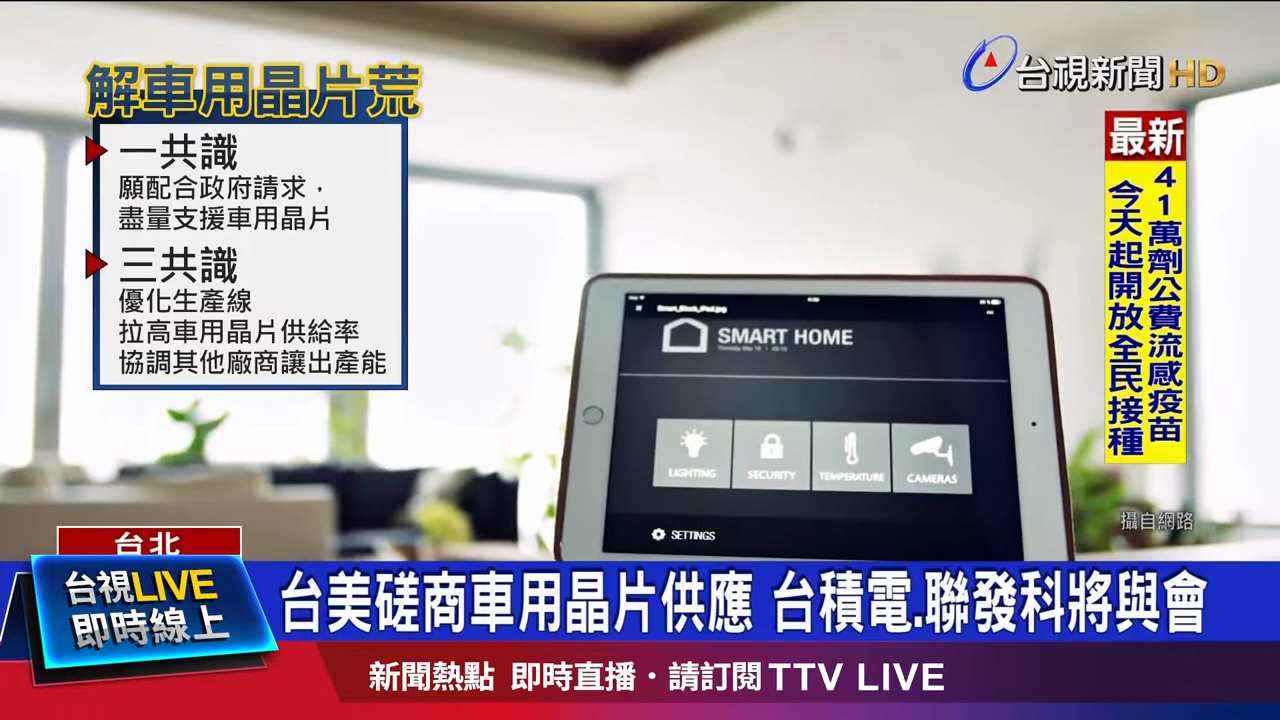 解車用晶片荒
一共識
願配合政府請求，
盡量支援車用晶片
三共識
優化生產線
拉高車用晶片供給率
協調其他廠商讓出產能
台視新聞HD
最新
41萬劑公費流感疫苗
今天起開放全民接種
Smart_Black_iPad.jpg
SMART HOME
LIGHTING
SECURITY
TEMPERATURE
CAMERAS
SETTINGS
攝自網路
台北
台視LIVE
即時線上
台美磋商車用晶片供應 台積電.聯發科將與會
新聞熱點 即時直播・請訂閱TTV LIVE